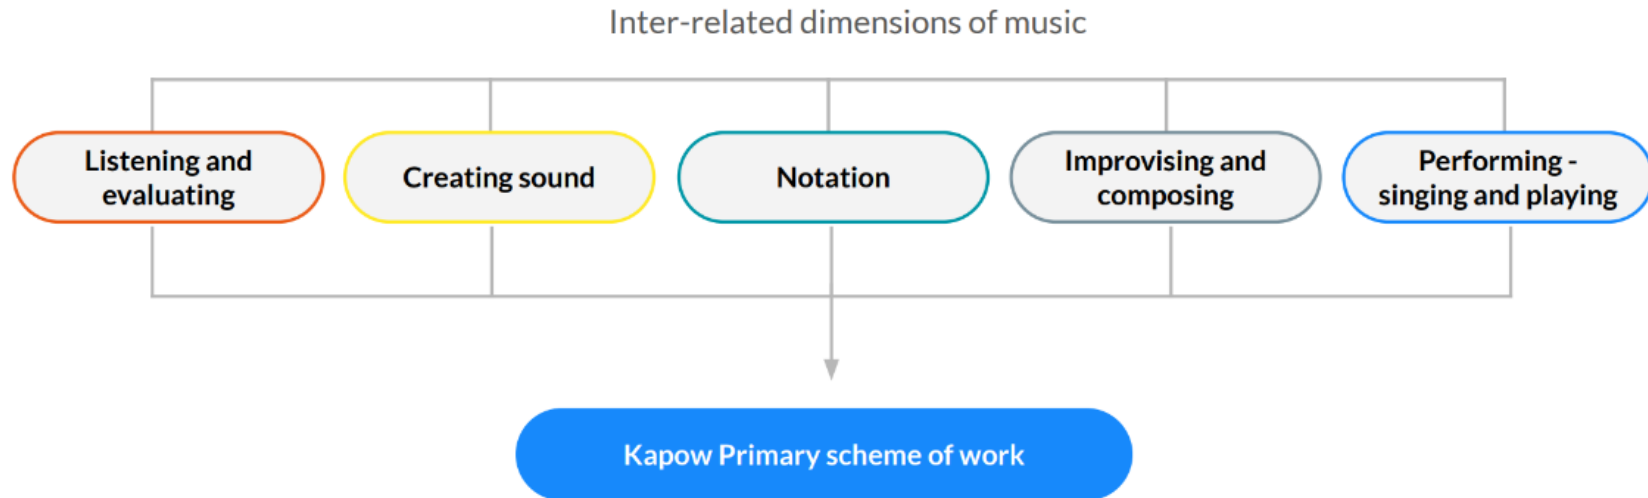 Inter-related dimensions of music
Listening and
evaluating
Creating sound
Notation
Improvising and
composing
Performing -
singing and playing
Kapow Primary scheme of work